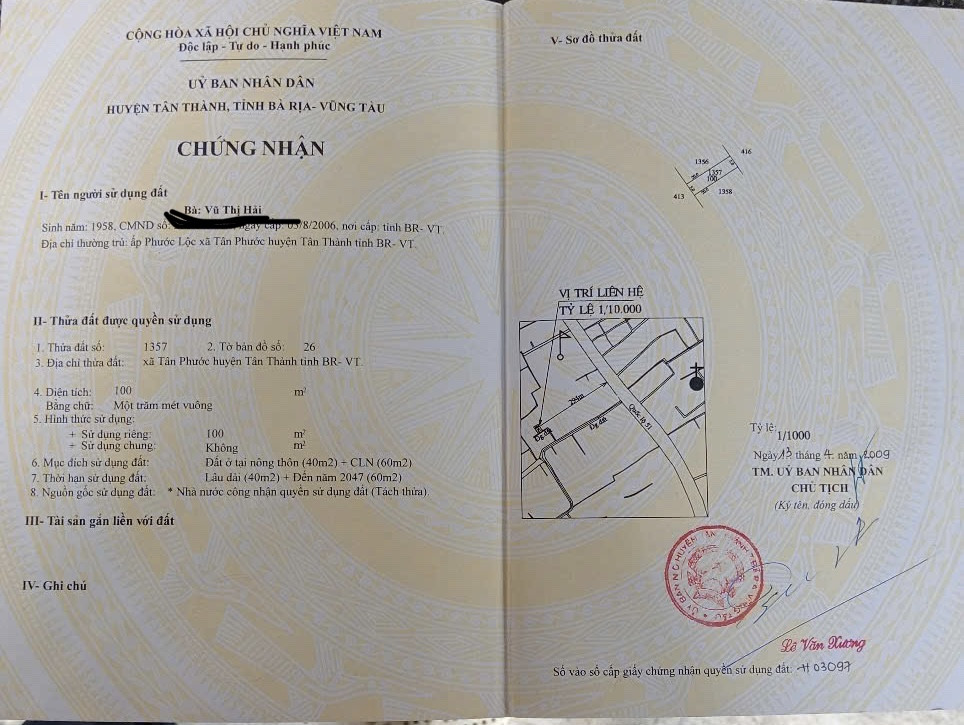 CỘNG HÒA XÃ HỘI CHỦ NGHĨA VIỆT NAM
Độc lập - Tự do - Hạnh phúc
UỶ BAN NHÂN DÂN
HUYỆN TÂN THÀNH, TỈNH BÀ RỊA- VŨNG TÀU
CHỨNG NHẬN
I- Tên người sử dụng đất
Bà: Vũ Thị Hải
Sinh năm: 1958, CMND số: ngày cấp: 03/8/2006, nơi cấp: tỉnh BR- VT
Địa chỉ thường trú: ấp Phước Lộc xã Tân Phước huyện Tân Thành tỉnh BR- VT.
II- Thửa đất được quyền sử dụng
1. Thửa đất số: 1357 2. Tờ bản đồ số: 26
3. Địa chỉ thửa đất: xã Tân Phước huyện Tân Thành tỉnh BR- VT.
4. Diện tích: 100 m²
Bằng chữ: Một trăm mét vuông
5. Hình thức sử dụng:
+ Sử dụng riêng: 100 m²
+ Sử dụng chung: Không m²
6. Mục đích sử dụng đất: Đất ở tại nông thôn (40m2) + CLN (60m2)
7. Thời hạn sử dụng đất: Lâu dài (40m2) + Đến năm 2047 (60m2)
8. Nguồn gốc sử dụng đất: * Nhà nước công nhận quyền sử dụng đất (Tách thửa).
III- Tài sản gắn liền với đất
IV- Ghi chú
V- Sơ đồ thửa đất
416
1356
1357
100
1358
413
VỊ TRÍ LIÊN HỆ
TỶ LỆ 1/10.000
294m
Quốc lộ 51
Đg đất
Đg đất
Tỷ lệ: 1/1000
Ngày 13 tháng 4 năm 2009
TM. UỶ BAN NHÂN DÂN
CHỦ TỊCH
(Ký tên, đóng dấu)
Lê Văn Xương
Số vào sổ cấp giấy chứng nhận quyền sử dụng đất: H 03097